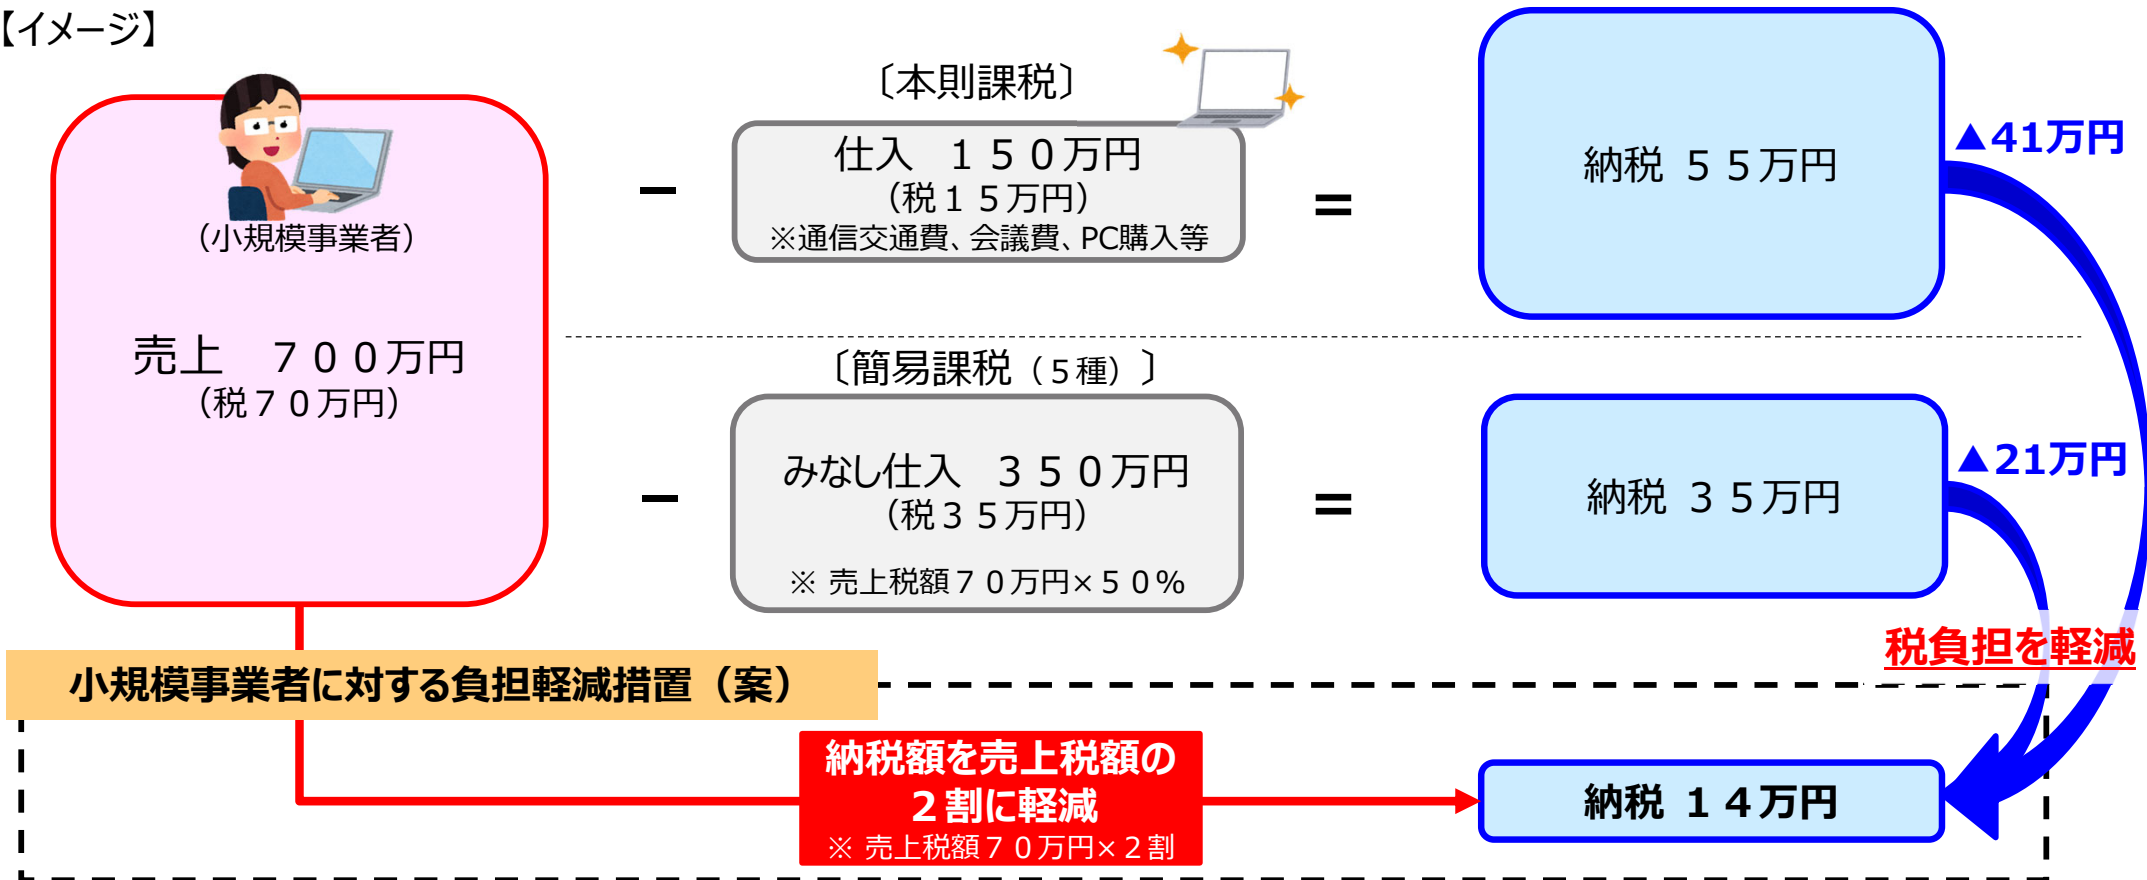 【イメージ】
（小規模事業者）
売上　７００万円
（税７０万円）
〔本則課税〕
－
仕入　１５０万円
（税１５万円）
※通信交通費、会議費、PC購入等
＝
納税 ５５万円
▲41万円
〔簡易課税（５種）〕
－
みなし仕入　３５０万円
（税３５万円）
※ 売上税額７０万円×５０％
＝
納税 ３５万円
▲21万円
税負担を軽減
小規模事業者に対する負担軽減措置（案）
納税額を売上税額の
２割に軽減
※ 売上税額７０万円×２割
納税 １４万円